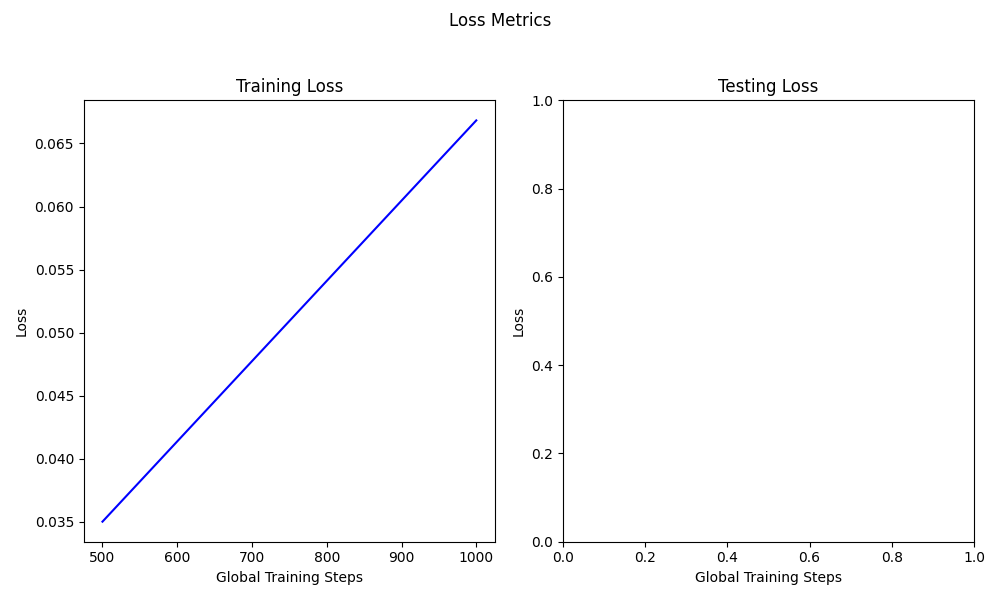 Loss Metrics
Training Loss
Loss
0.065
0.060
0.055
0.050
0.045
0.040
0.035
500 600 700 800 900 1000
Global Training Steps
Testing Loss
Loss
1.0
0.8
0.6
0.4
0.2
0.0
0.0 0.2 0.4 0.6 0.8 1.0
Global Training Steps